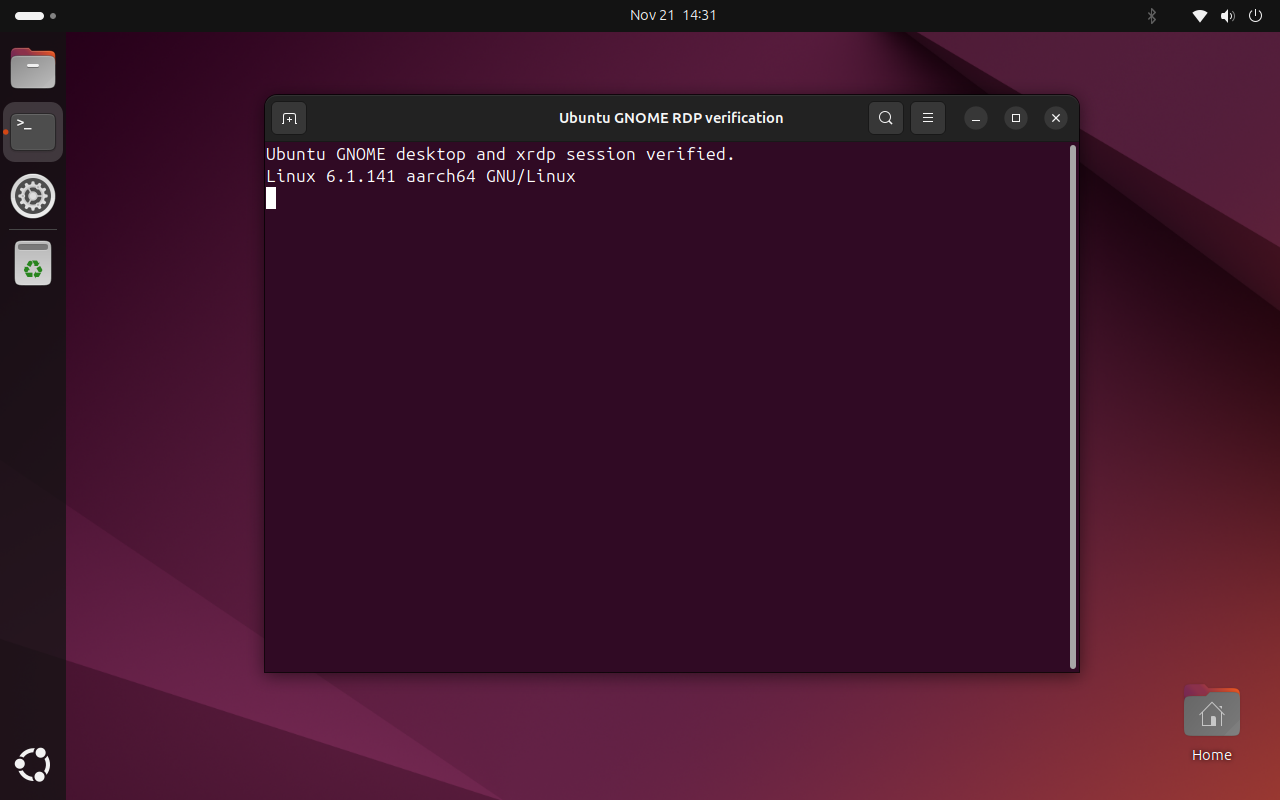 Nov 21 14:31
Ubuntu GNOME RDP verification
Ubuntu GNOME desktop and xrdp session verified.
Linux 6.1.141 aarch64 GNU/Linux
>_
Home